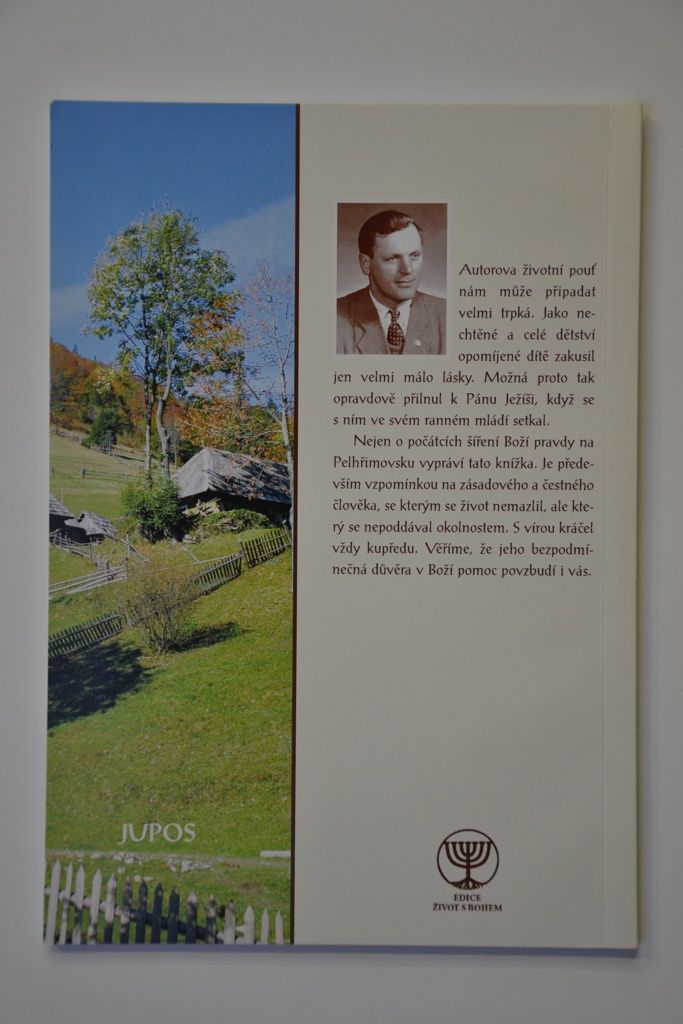 Autorova životní pouť
nám může připadat
velmi trpká. Jako ne-
chtěné a celé dětství
opomíjené dítě zakusil
jen velmi málo lásky. Možná proto tak
opravdově přilnul k Pánu Ježíši, když se
s ním ve svém ranném mládí setkal.
Nejen o počátcích šíření Boží pravdy na
Pelhřimovsku vypráví tato knížka. Je přede-
vším vzpomínkou na zásadového a čestného
člověka, se kterým se život nemazlil, ale kte-
rý se nepoddával okolnostem. S vírou kráčel
vždy kupředu. Věříme, že jeho bezpodmí-
nečná důvěra v Boží pomoc povzbudí i vás.
JUPOS
EDICE
ŽIVOT S BOHEM